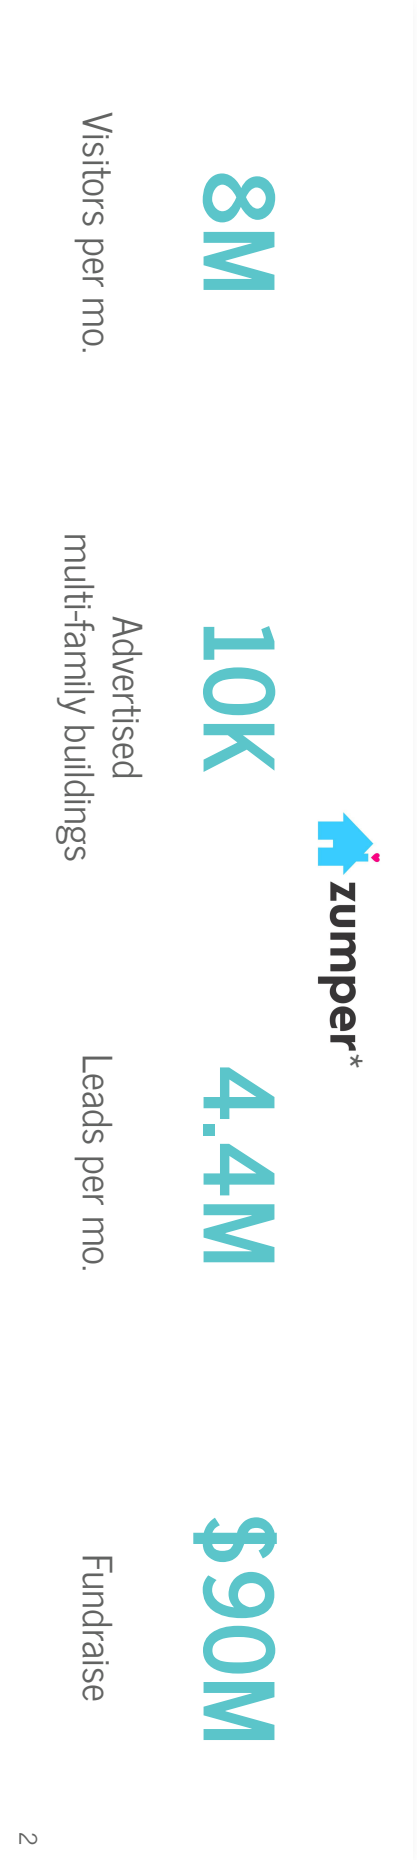 zumper*
8M
10K
4.4M
$90M
Visitors per mo.
Advertised
multi-family buildings
Leads per mo.
Fundraise
2